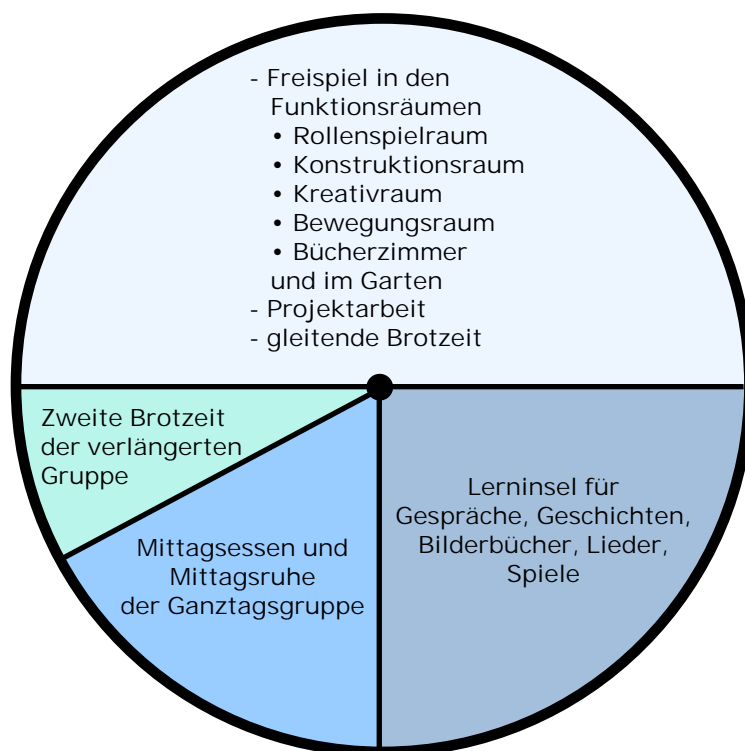 - Freispiel in den
Funktionsräumen
• Rollenspielraum
• Konstruktionsraum
• Kreativraum
• Bewegungsraum
• Bücherzimmer
und im Garten
- Projektarbeit
- gleitende Brotzeit
Zweite Brotzeit
der verlängerten
Gruppe
Mittagsessen und
Mittagsruhe
der Ganztagsgruppe
Lerninsel für
Gespräche, Geschichten,
Bilderbücher, Lieder,
Spiele